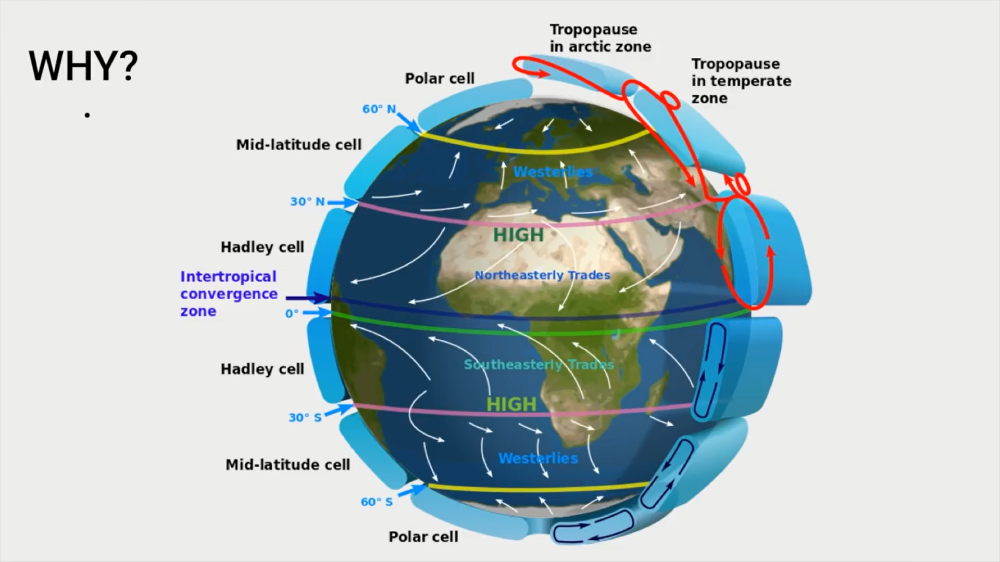 WHY?
Tropopause
in arctic zone
Tropopause
in temperate
zone
Polar cell
60° N
Mid-latitude cell
Westerlies
30° N
HIGH
Hadley cell
Northeasterly Trades
Intertropical
convergence
zone
0°
Southeasterly Trades
Hadley cell
HIGH
30° S
Westerlies
Mid-latitude cell
60° S
Polar cell